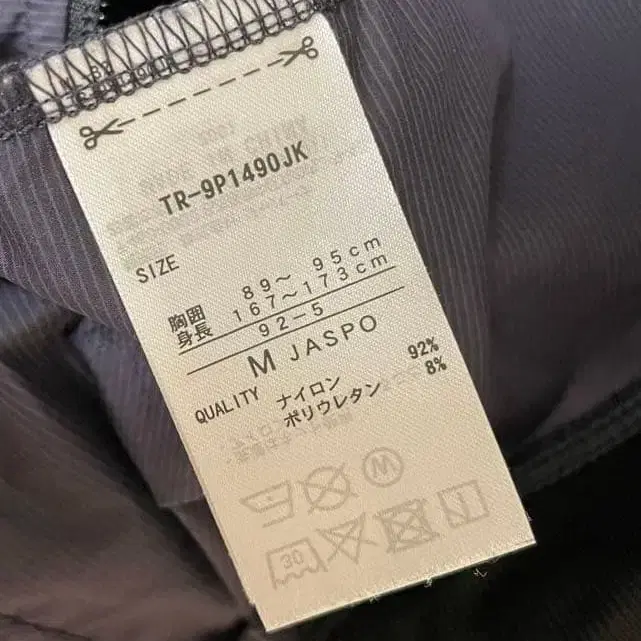 TR-9P1490JK
SIZE
胸囲 89～ 95cm
身長 167～173cm
92-5
M JASPO
QUALITY
ナイロン 92%
ポリウレタン 8%
W
30